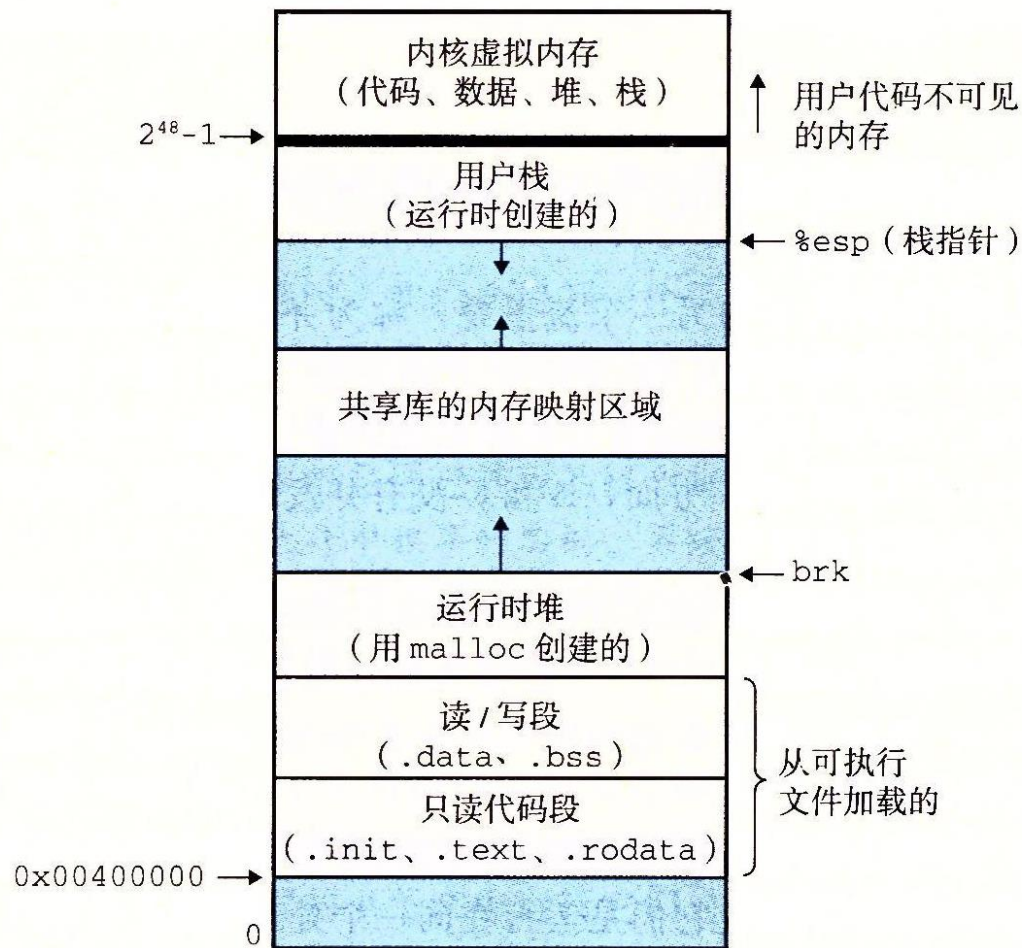 内核虚拟内存
（代码、数据、堆、栈）
用户代码不可见
的内存
2⁴⁸-1
用户栈
（运行时创建的）
%esp（栈指针）
共享库的内存映射区域
brk
运行时堆
（用 malloc 创建的）
读/写段
（.data、.bss）
从可执行
文件加载的
只读代码段
（.init、.text、.rodata）
0x00400000
0